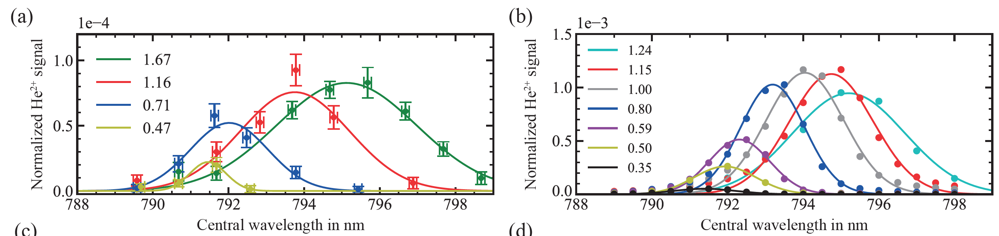 (a)
1e−4
Normalized He2+ signal
1.0
0.5
0.0
1.67
1.16
0.71
0.47
788 790 792 794 796 798
Central wavelength in nm
(b)
1e−3
Normalized He2+ signal
1.5
1.0
0.5
0.0
1.24
1.15
1.00
0.80
0.59
0.50
0.35
788 790 792 794 796 798
Central wavelength in nm
(c)
(d)